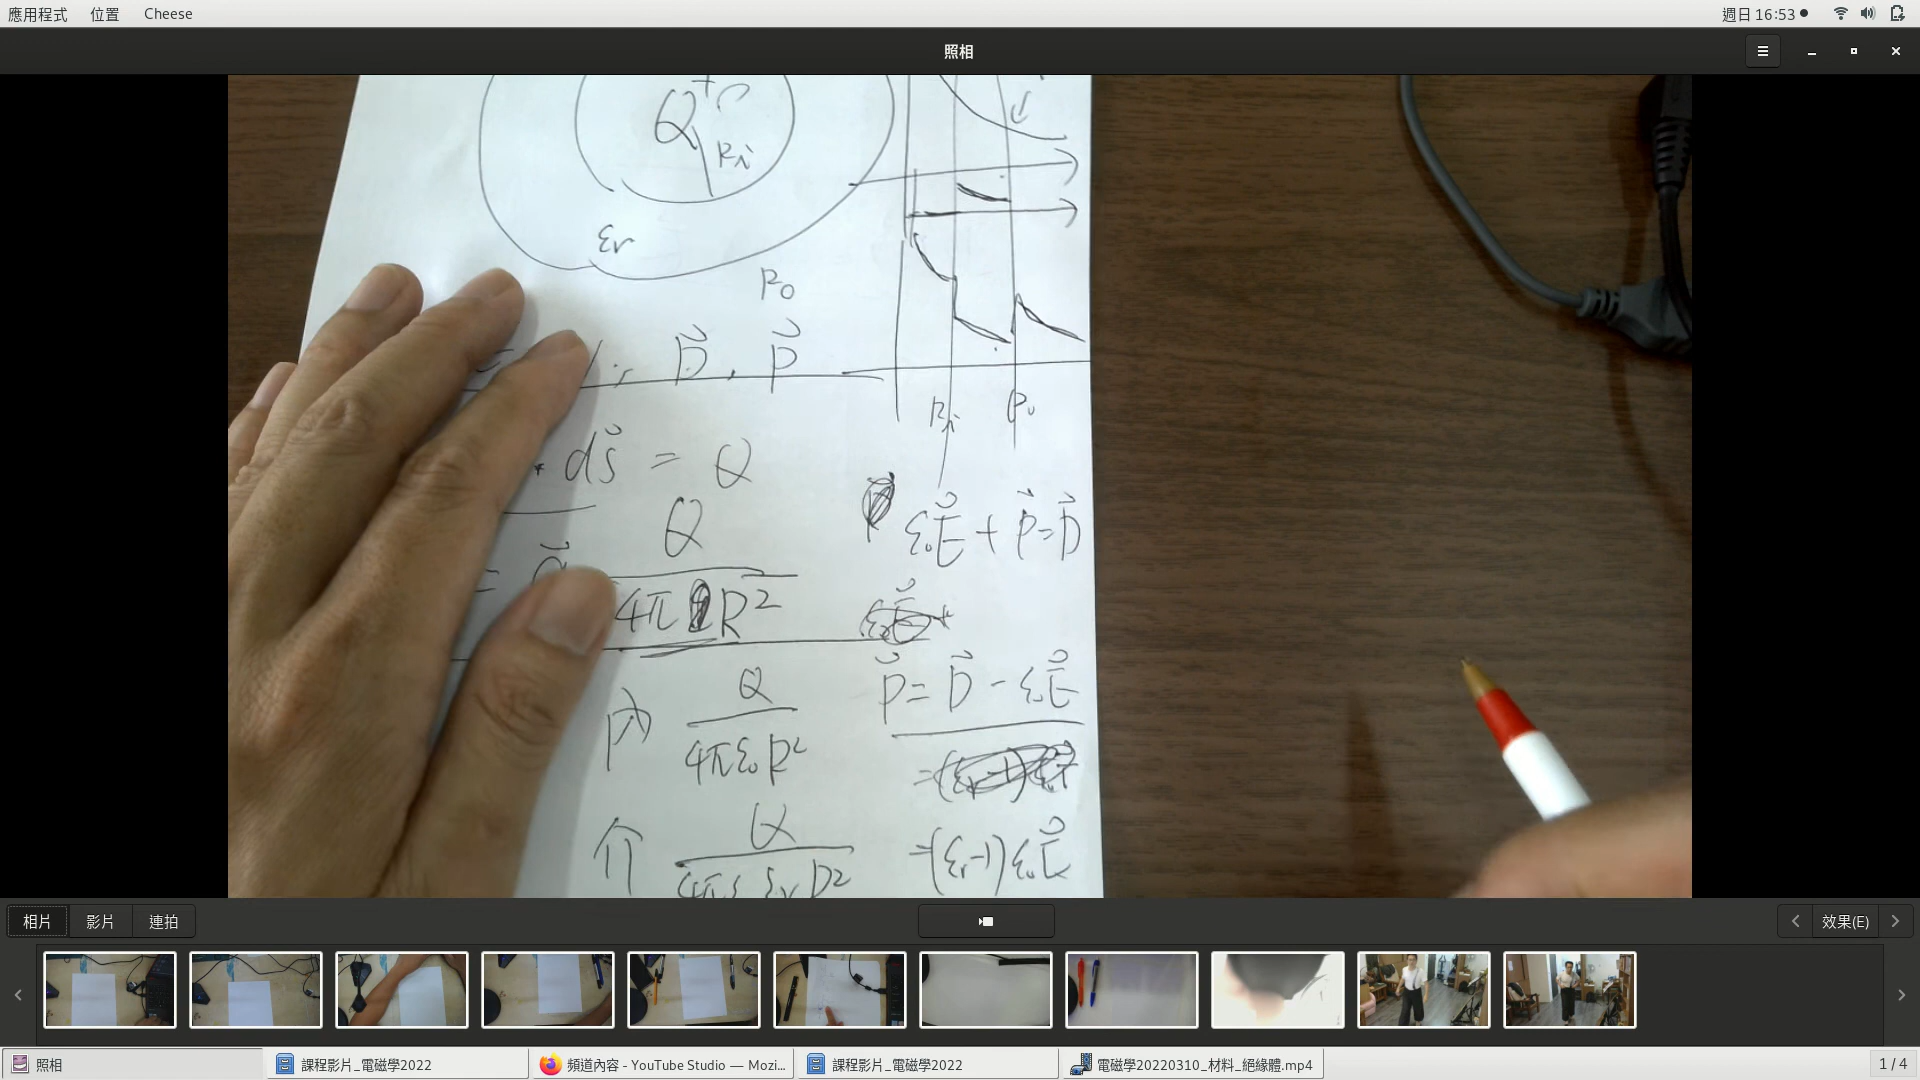 應用程式 位置 Cheese 週日 16:53
照相
Q
Ri
εr
Ro
D⃗ , P⃗
Ri Ro
· ds⃗ = Q
ε₀E⃗ + P⃗ = D⃗
Q
4πR²
P⃗ = D⃗ - ε₀E⃗
內 Q
4πε₀R²
介 Q
=(εr-1)ε₀E⃗
4πε₀εrR²
相片 影片 連拍 效果(E)
照相 課程影片_電磁學2022 頻道內容 - YouTube Studio — Mozi... 課程影片_電磁學2022 電磁學20220310_材料_絕緣體.mp4 1 / 4